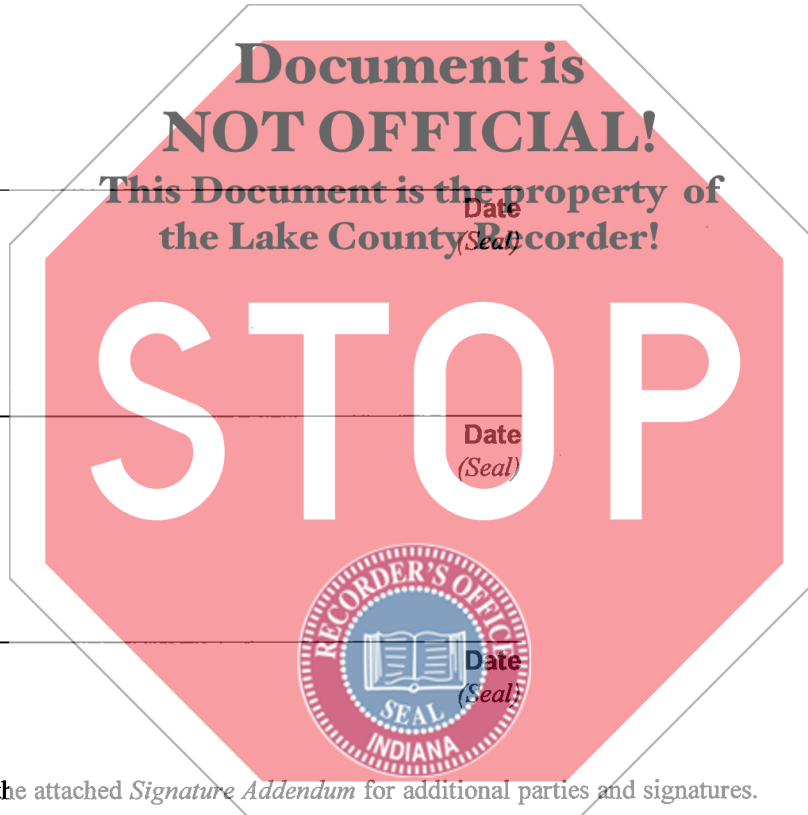 Document is
NOT OFFICIAL!
This Document is the property of
Date
the Lake County Recorder!
(Seal)
STOP
Date
(Seal)
RECORDER'S OFFICE
Date
(Seal)
SEAL
INDIANA
he attached Signature Addendum for additional parties and signatures.